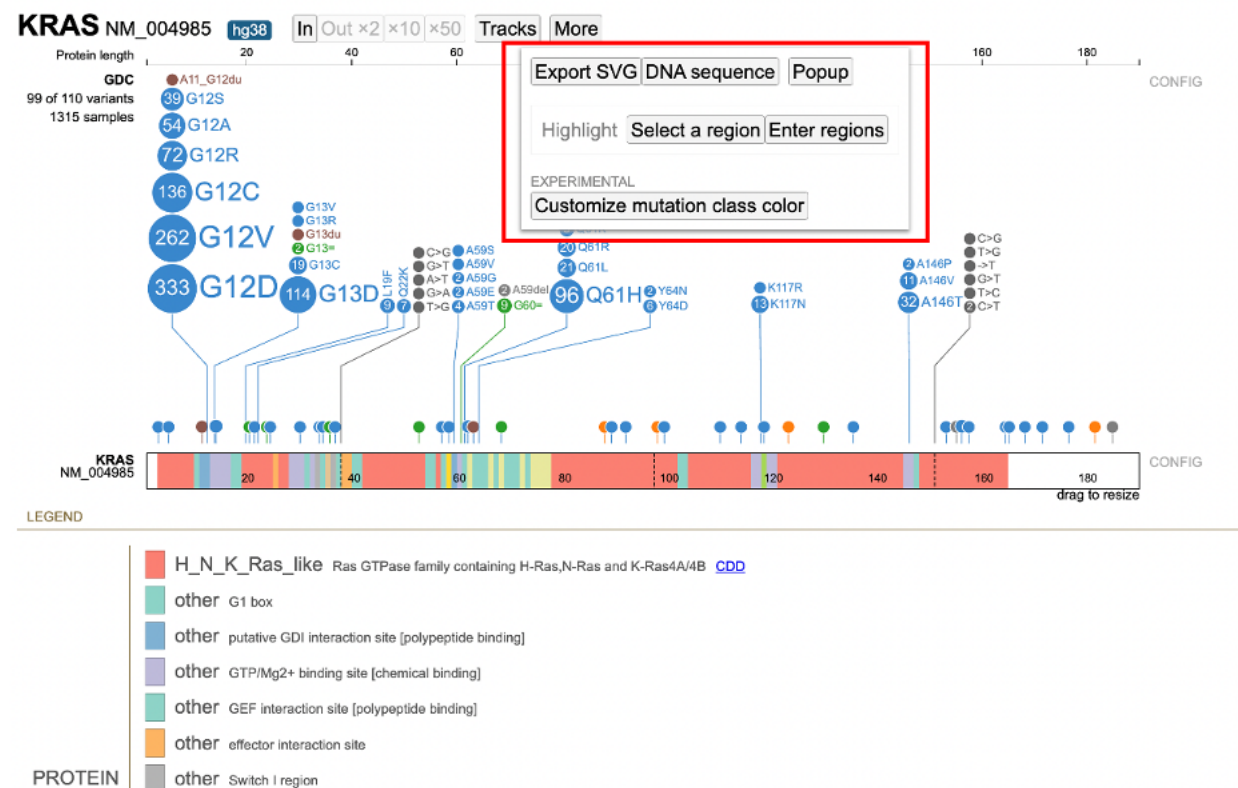 KRAS NM_004985 hg38 In Out ×2 ×10 ×50 Tracks More
Protein length 20 40 60 160 180
Export SVG DNA sequence Popup
GDC
99 of 110 variants
1315 samples
CONFIG
A11_G12du
39 G12S
54 G12A
72 G12R
136 G12C
262 G12V
333 G12D
Highlight Select a region Enter regions
EXPERIMENTAL
Customize mutation class color
G13V
G13R
G13du
2 G13=
19 G13C
114 G13D
9 L19F
7 Q22K
C>G
G>T
A>T
G>A
T>G
A59S
A59V
2 A59G
2 A59E
4 A59T
2 A59del
9 G60=
20 Q61R
21 Q61L
96 Q61H
2 Y64N
6 Y64D
K117R
13 K117N
2 A146P
11 A146V
32 A146T
C>G
T>G
->T
G>T
T>C
2 C>T
KRAS
NM_004985
20 40 60 80 100 120 140 160 180
CONFIG
drag to resize
LEGEND
H_N_K_Ras_like Ras GTPase family containing H-Ras,N-Ras and K-Ras4A/4B CDD
other G1 box
other putative GDI interaction site [polypeptide binding]
other GTP/Mg2+ binding site [chemical binding]
other GEF interaction site [polypeptide binding]
other effector interaction site
PROTEIN other Switch I region